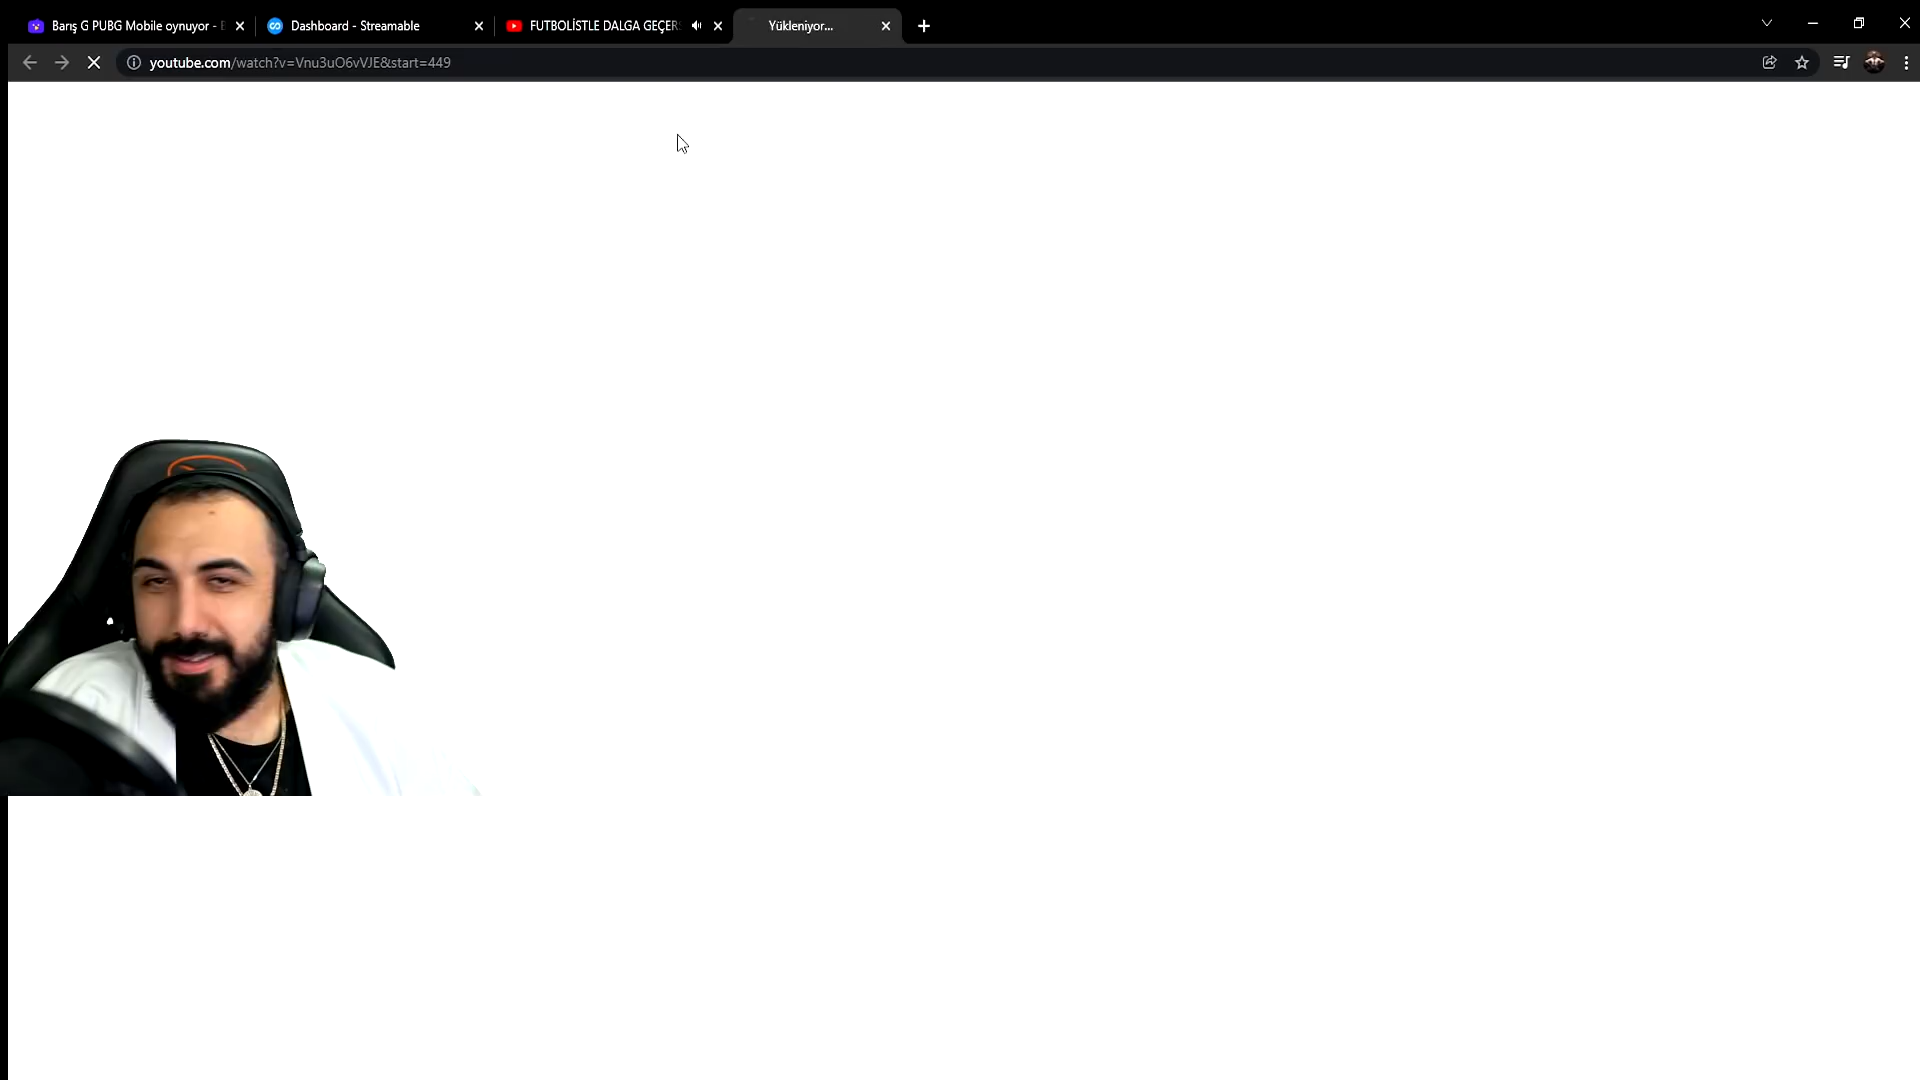 Barış G PUBG Mobile oynuyor -
Dashboard - Streamable
FUTBOLİSTLE DALGA GEÇER
Yükleniyor...
youtube.com/watch?v=Vnu3uO6vVJE&start=449